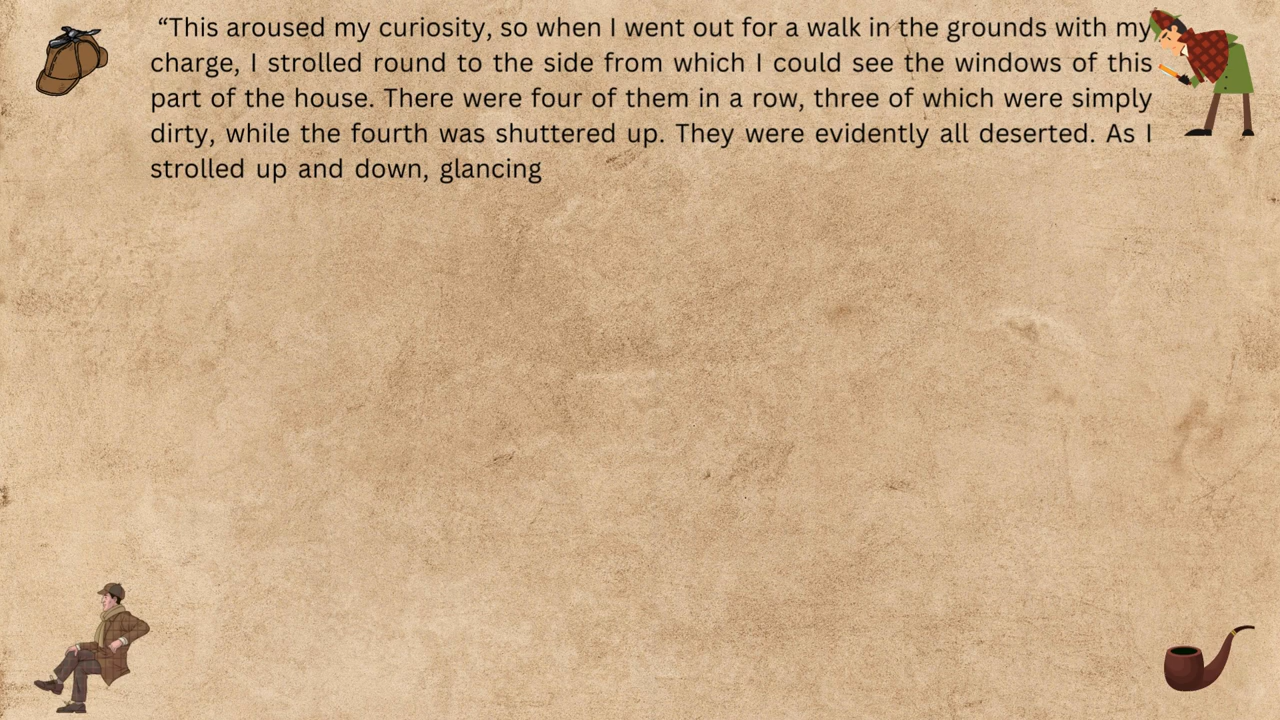 “This aroused my curiosity, so when I went out for a walk in the grounds with my
charge, I strolled round to the side from which I could see the windows of this
part of the house. There were four of them in a row, three of which were simply
dirty, while the fourth was shuttered up. They were evidently all deserted. As I
strolled up and down, glancing